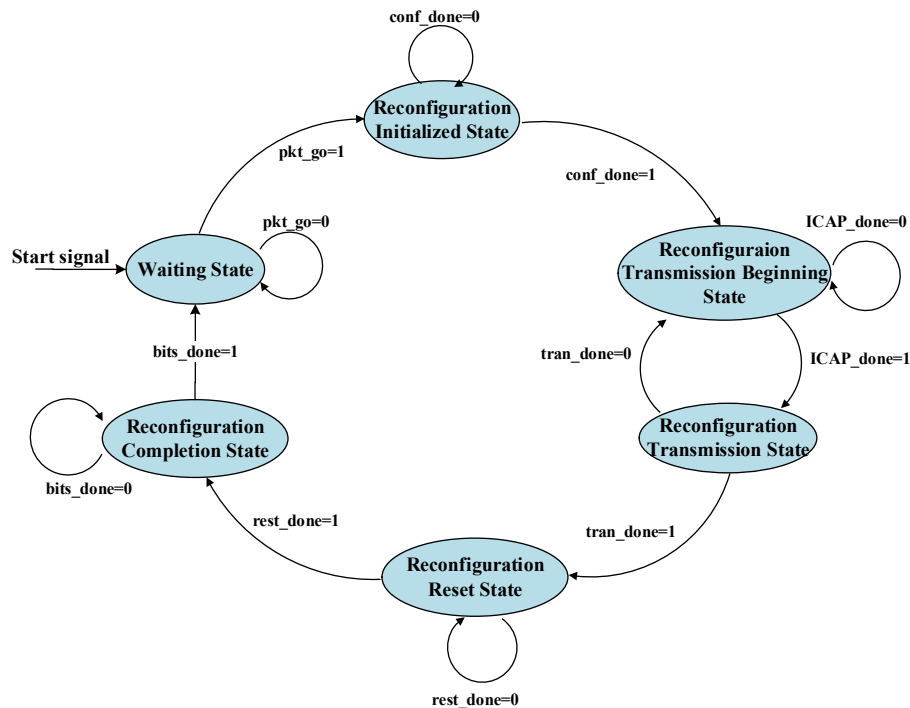 conf_done=0
Reconfiguration
Initialized State
pkt_go=1
conf_done=1
pkt_go=0
ICAP_done=0
Start signal
Waiting State
Reconfiguraion
Transmission Beginning
State
bits_done=1
tran_done=0
ICAP_done=1
Reconfiguration
Completion State
Reconfiguration
Transmission State
bits_done=0
rest_done=1
tran_done=1
Reconfiguration
Reset State
rest_done=0